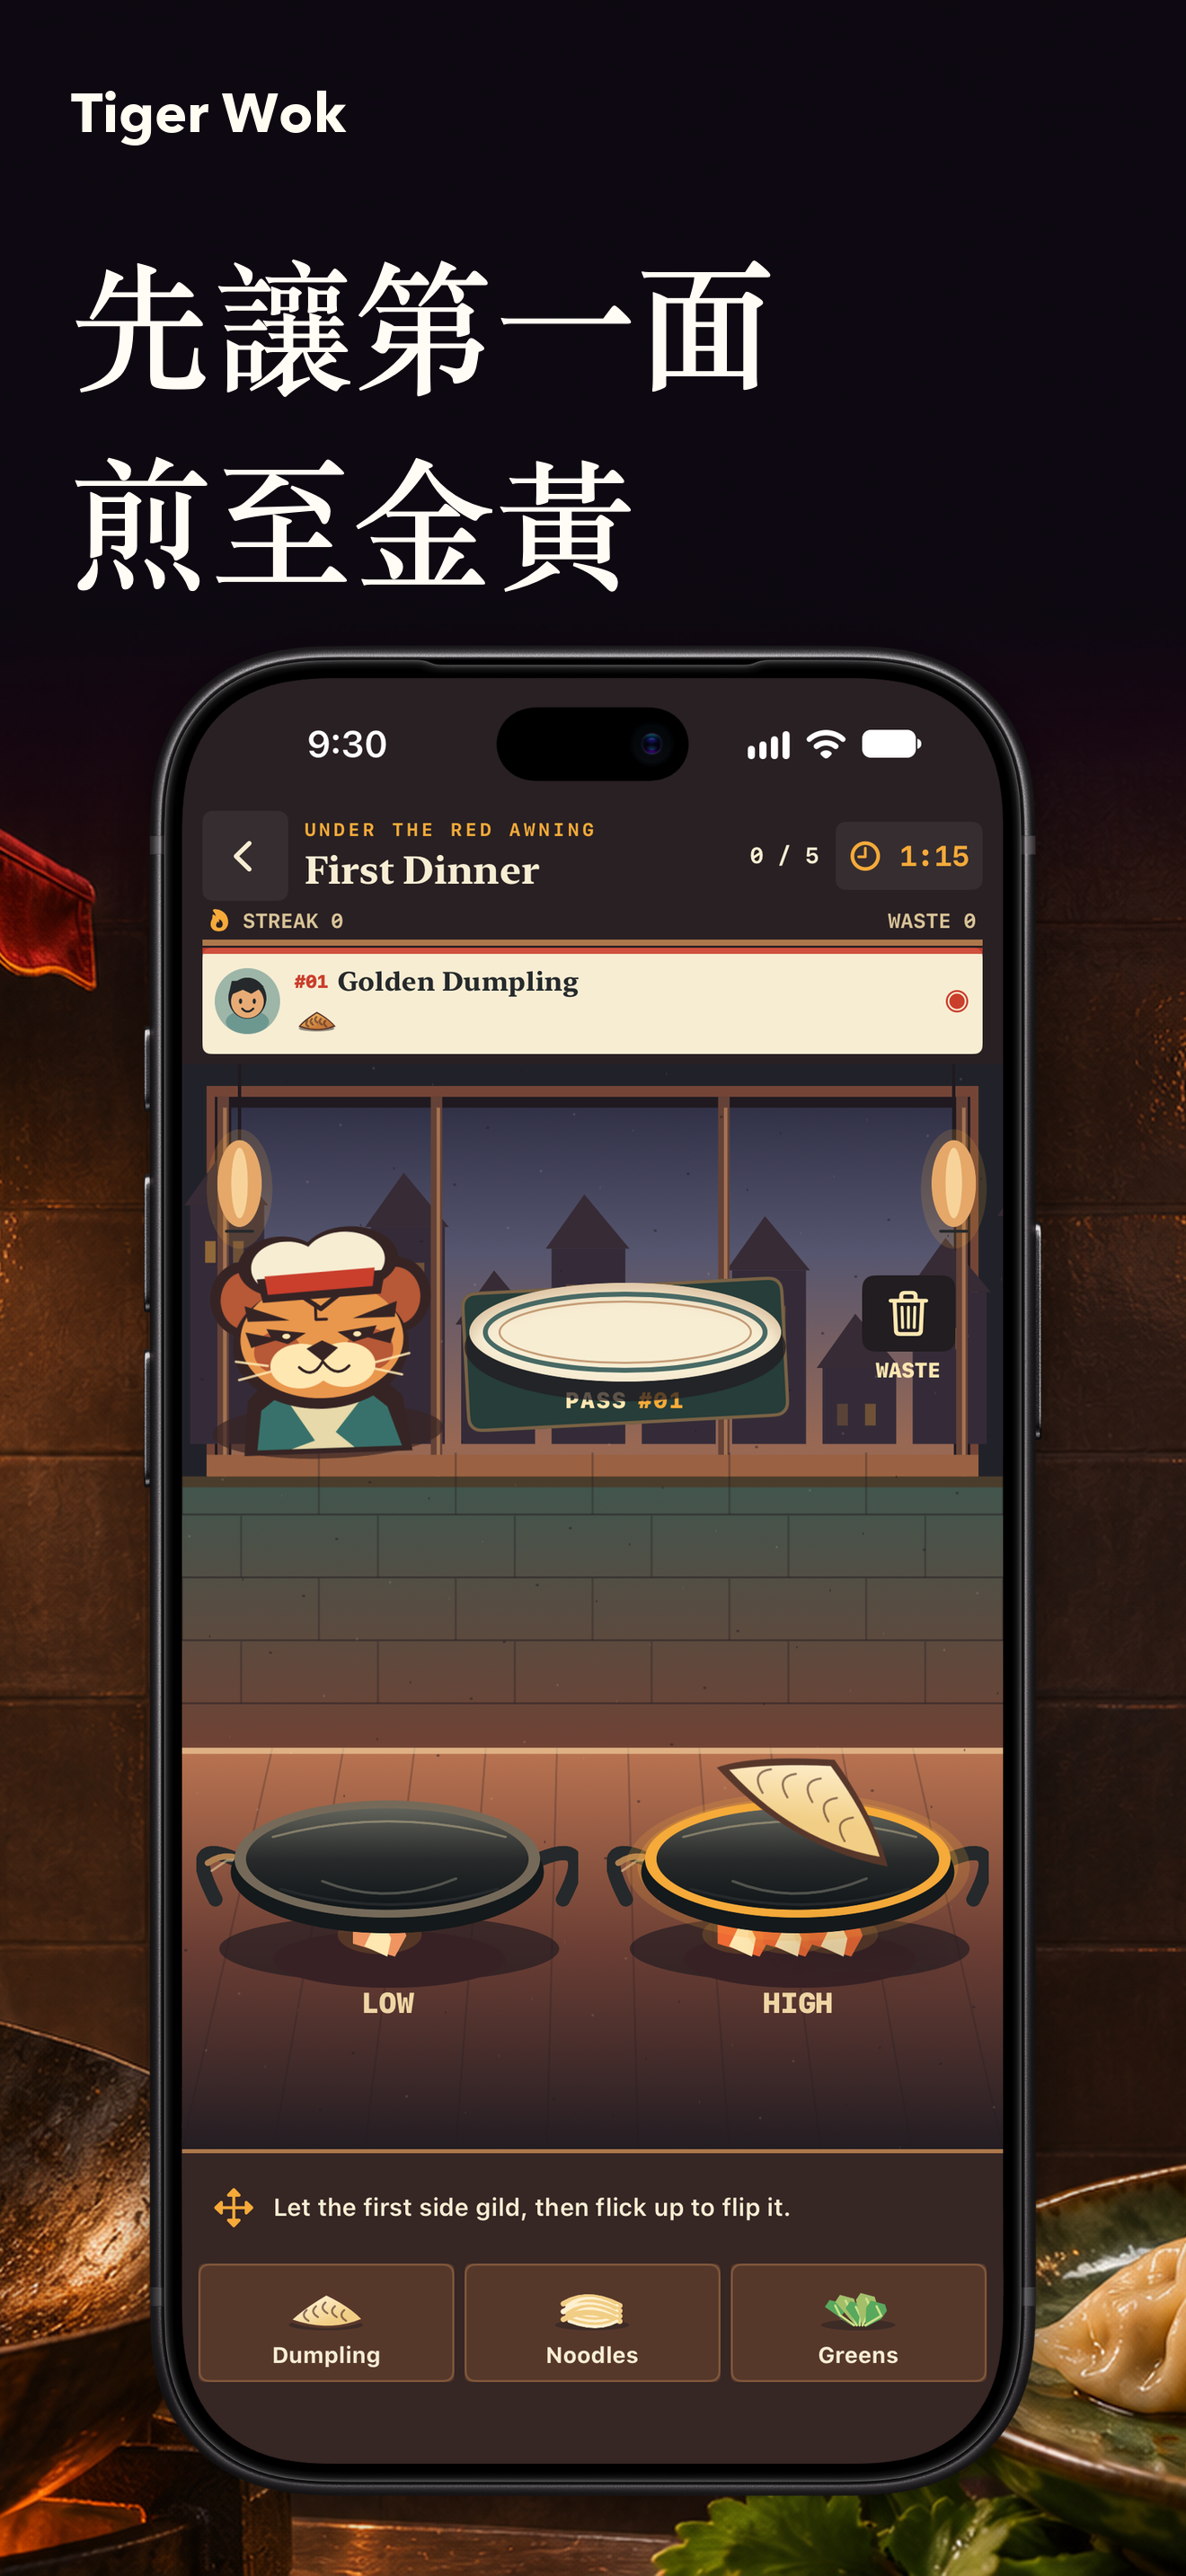 Tiger Wok
先讓第一面
煎至金黃
9:30
UNDER THE RED AWNING
First Dinner
0 / 5
1:15
STREAK 0
WASTE 0
#01 Golden Dumpling
WASTE
PASS #01
LOW
HIGH
Let the first side gild, then flick up to flip it.
Dumpling
Noodles
Greens